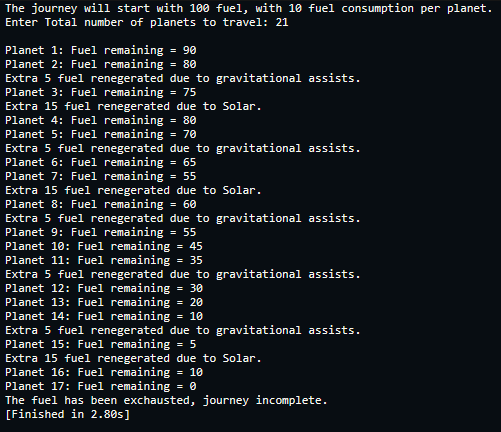 The journey will start with 100 fuel, with 10 fuel consumption per planet.
Enter Total number of planets to travel: 21
Planet 1: Fuel remaining = 90
Planet 2: Fuel remaining = 80
Extra 5 fuel renegerated due to gravitational assists.
Planet 3: Fuel remaining = 75
Extra 15 fuel renegerated due to Solar.
Planet 4: Fuel remaining = 80
Planet 5: Fuel remaining = 70
Extra 5 fuel renegerated due to gravitational assists.
Planet 6: Fuel remaining = 65
Planet 7: Fuel remaining = 55
Extra 15 fuel renegerated due to Solar.
Planet 8: Fuel remaining = 60
Extra 5 fuel renegerated due to gravitational assists.
Planet 9: Fuel remaining = 55
Planet 10: Fuel remaining = 45
Planet 11: Fuel remaining = 35
Extra 5 fuel renegerated due to gravitational assists.
Planet 12: Fuel remaining = 30
Planet 13: Fuel remaining = 20
Planet 14: Fuel remaining = 10
Extra 5 fuel renegerated due to gravitational assists.
Planet 15: Fuel remaining = 5
Extra 15 fuel renegerated due to Solar.
Planet 16: Fuel remaining = 10
Planet 17: Fuel remaining = 0
The fuel has been exchausted, journey incomplete.
[Finished in 2.80s]